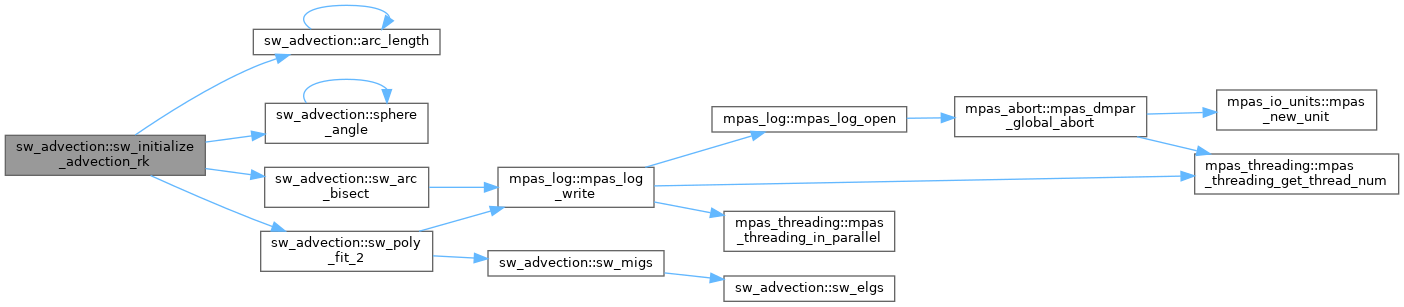 sw_advection::sw_initialize
_advection_rk
sw_advection::arc_length
sw_advection::sphere
_angle
sw_advection::sw_arc
_bisect
sw_advection::sw_poly
_fit_2
mpas_log::mpas_log
_write
sw_advection::sw_migs
mpas_log::mpas_log_open
mpas_threading::mpas
_threading_in_parallel
sw_advection::sw_elgs
mpas_abort::mpas_dmpar
_global_abort
mpas_io_units::mpas
_new_unit
mpas_threading::mpas
_threading_get_thread_num